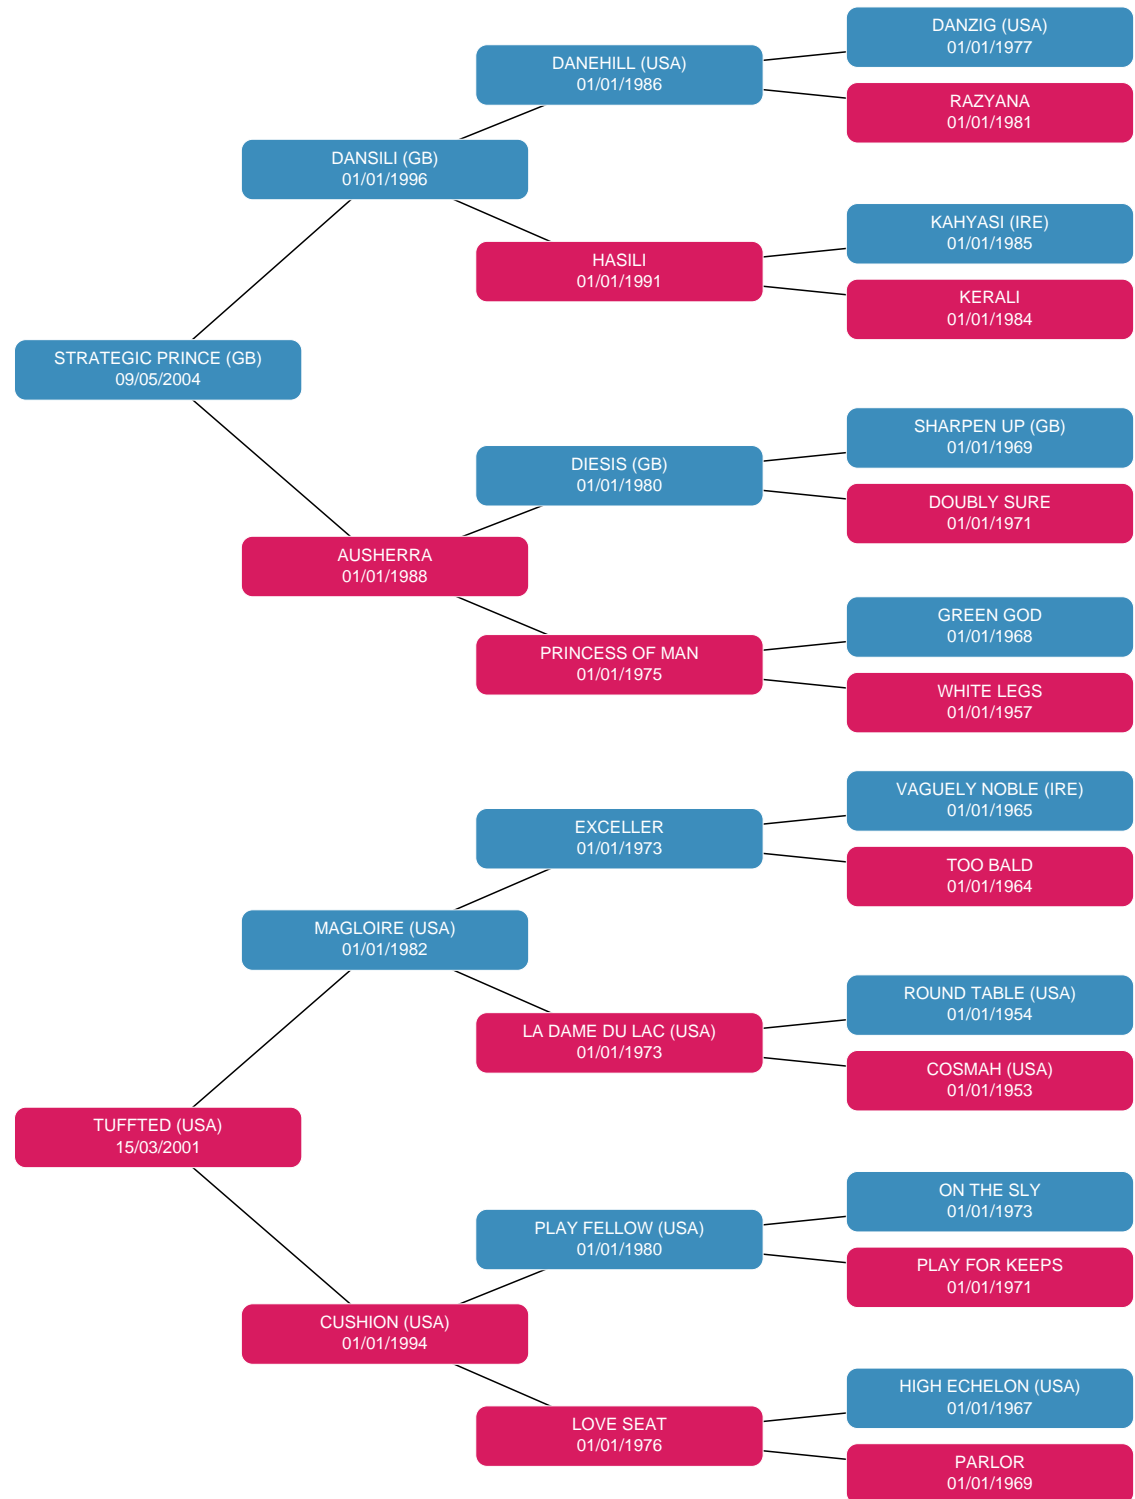 DANZIG (USA)
01/01/1977
DANEHILL (USA)
01/01/1986
RAZYANA
01/01/1981
DANSILI (GB)
01/01/1996
KAHYASI (IRE)
01/01/1985
HASILI
01/01/1991
KERALI
01/01/1984
STRATEGIC PRINCE (GB)
09/05/2004
SHARPEN UP (GB)
01/01/1969
DIESIS (GB)
01/01/1980
DOUBLY SURE
01/01/1971
AUSHERRA
01/01/1988
GREEN GOD
01/01/1968
PRINCESS OF MAN
01/01/1975
WHITE LEGS
01/01/1957
VAGUELY NOBLE (IRE)
01/01/1965
EXCELLER
01/01/1973
TOO BALD
01/01/1964
MAGLOIRE (USA)
01/01/1982
ROUND TABLE (USA)
01/01/1954
LA DAME DU LAC (USA)
01/01/1973
COSMAH (USA)
01/01/1953
TUFFTED (USA)
15/03/2001
ON THE SLY
01/01/1973
PLAY FELLOW (USA)
01/01/1980
PLAY FOR KEEPS
01/01/1971
CUSHION (USA)
01/01/1994
HIGH ECHELON (USA)
01/01/1967
LOVE SEAT
01/01/1976
PARLOR
01/01/1969